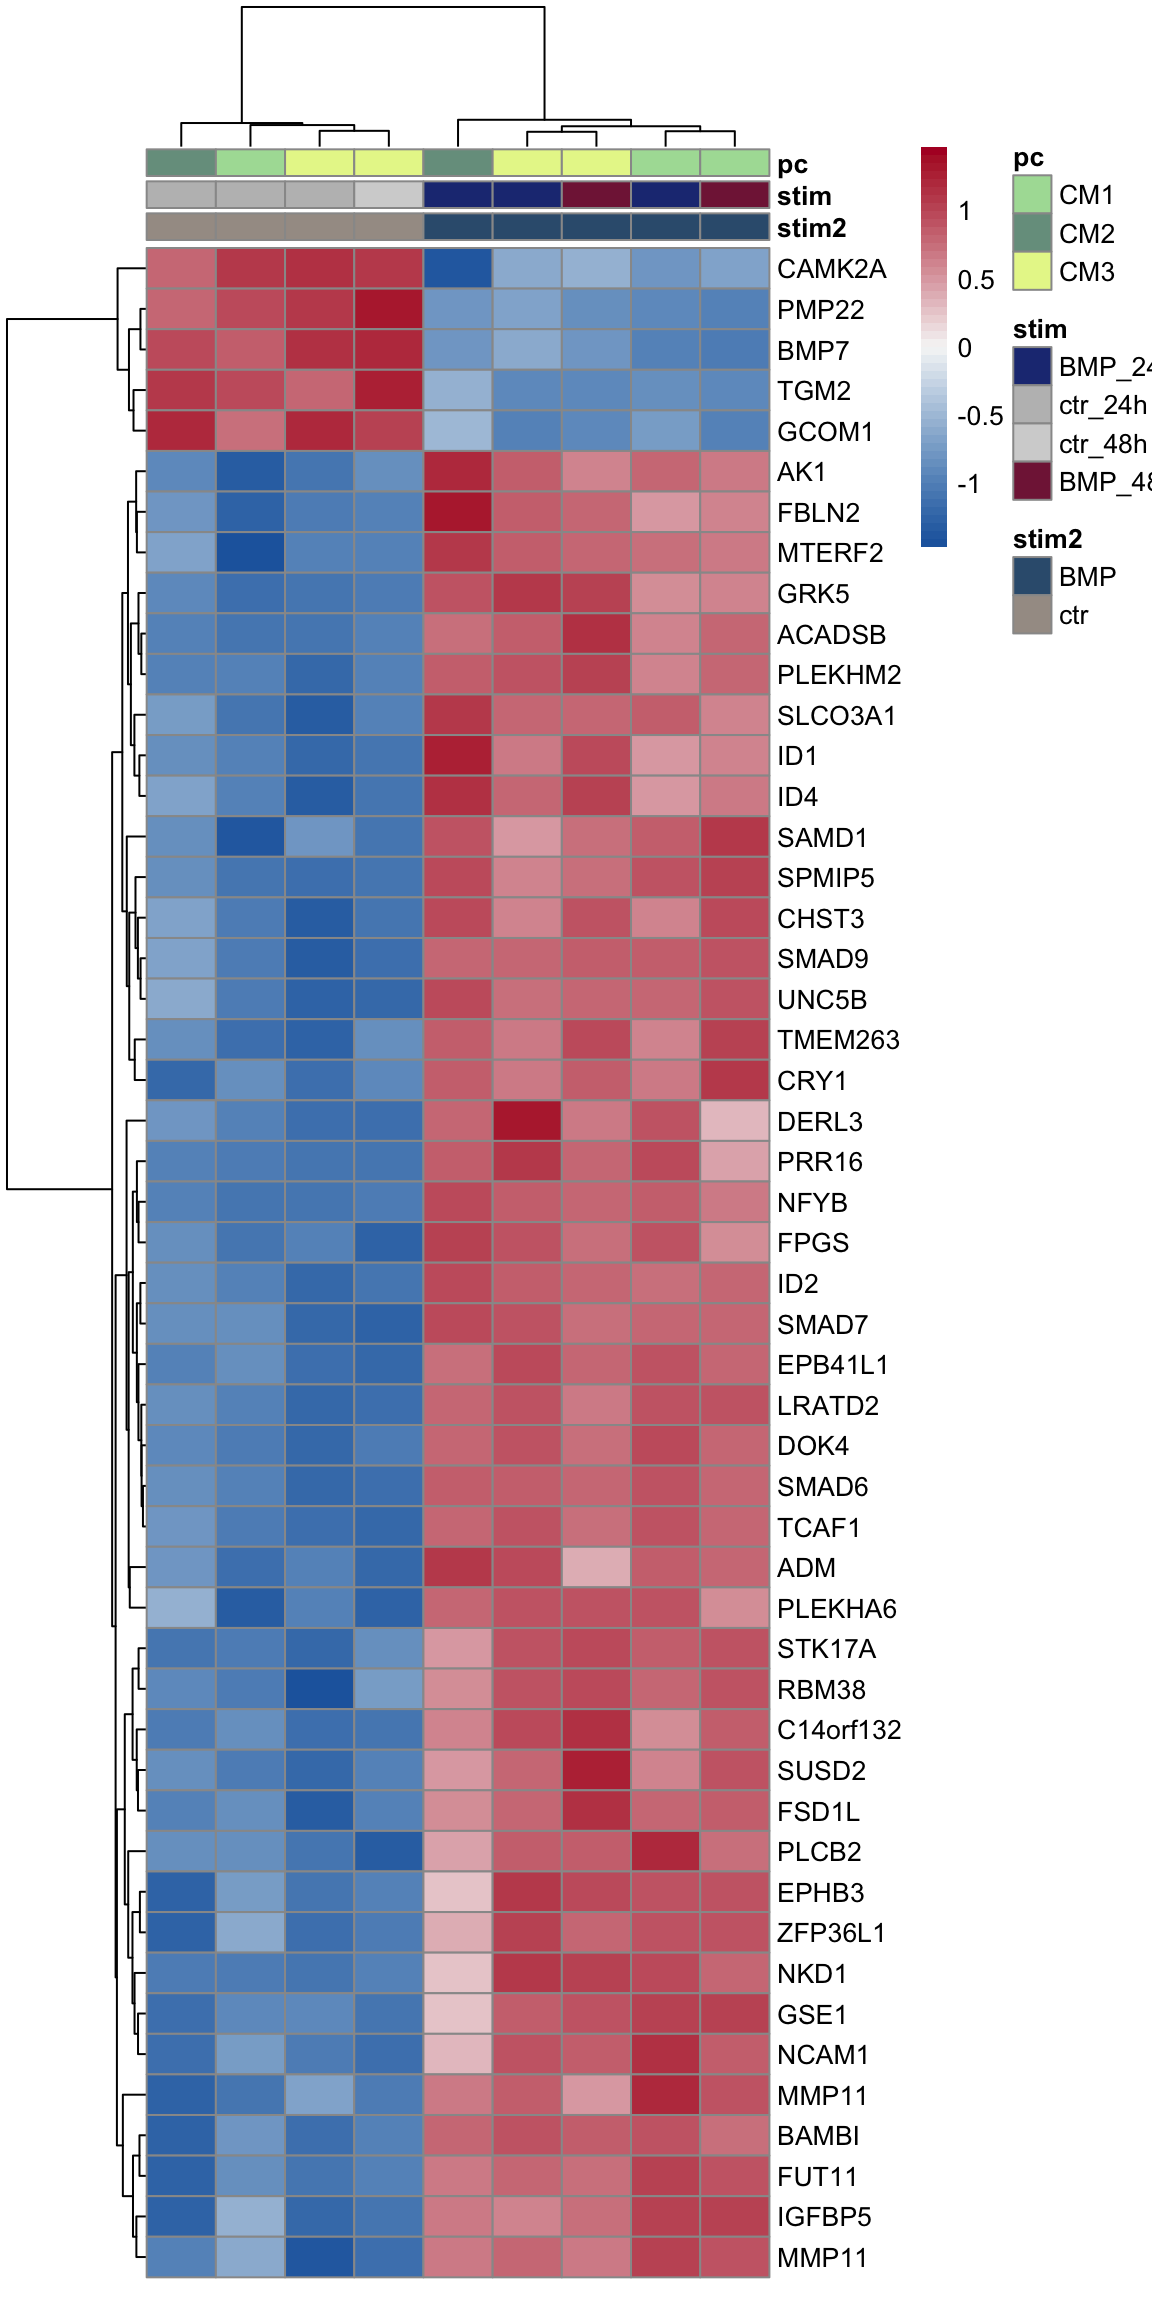 pc
stim
stim2
CAMK2A
PMP22
BMP7
TGM2
GCOM1
AK1
FBLN2
MTERF2
GRK5
ACADSB
PLEKHM2
SLCO3A1
ID1
ID4
SAMD1
SPMIP5
CHST3
SMAD9
UNC5B
TMEM263
CRY1
DERL3
PRR16
NFYB
FPGS
ID2
SMAD7
EPB41L1
LRATD2
DOK4
SMAD6
TCAF1
ADM
PLEKHA6
STK17A
RBM38
C14orf132
SUSD2
FSD1L
PLCB2
EPHB3
ZFP36L1
NKD1
GSE1
NCAM1
MMP11
BAMBI
FUT11
IGFBP5
MMP11
1
0.5
0
-0.5
-1
pc
CM1
CM2
CM3
stim
BMP_24
ctr_24h
ctr_48h
BMP_48
stim2
BMP
ctr